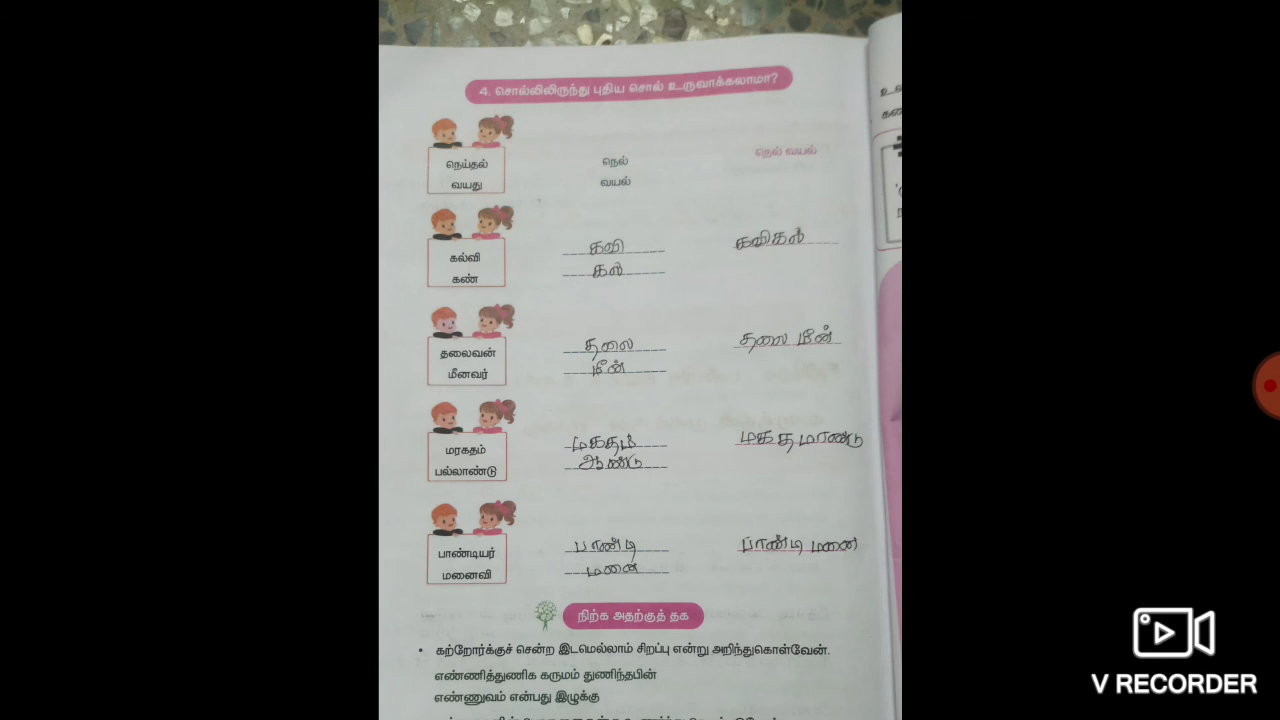 4. சொல்லிலிருந்து புதிய சொல் உருவாக்கலாமா?
நெய்தல்
வயது
நெல்
வயல்
நெல் வயல்
கல்வி
கண்
கவி
கல்
கவிகல்
தலைவன்
மீனவர்
தலை
மீன்
தலை மீன்
மரகதம்
பல்லாண்டு
மகதம்
ஆண்டு
மகதமாண்டு
பாண்டியர்
மனைவி
பாண்டி
மனை
பாண்டி மனை
நிற்க அதற்குத் தக
• கற்றோர்க்குச் சென்ற இடமெல்லாம் சிறப்பு என்று அறிந்துகொள்வேன்.
எண்ணித்துணிக கருமம் துணிந்தபின்
எண்ணுவம் என்பது இழுக்கு
V RECORDER